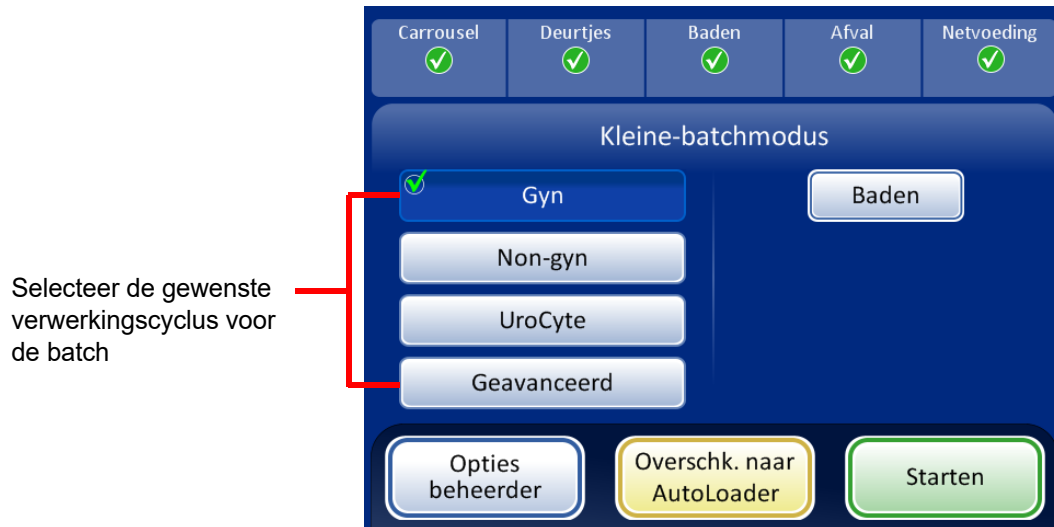 Carrousel Deurtjes Baden Afval Netvoeding
Kleine-batchmodus
Gyn
Baden
Non-gyn
UroCyte
Geavanceerd
Selecteer de gewenste
verwerkingscyclus voor
de batch
Opties
beheerder
Overschk. naar
AutoLoader
Starten